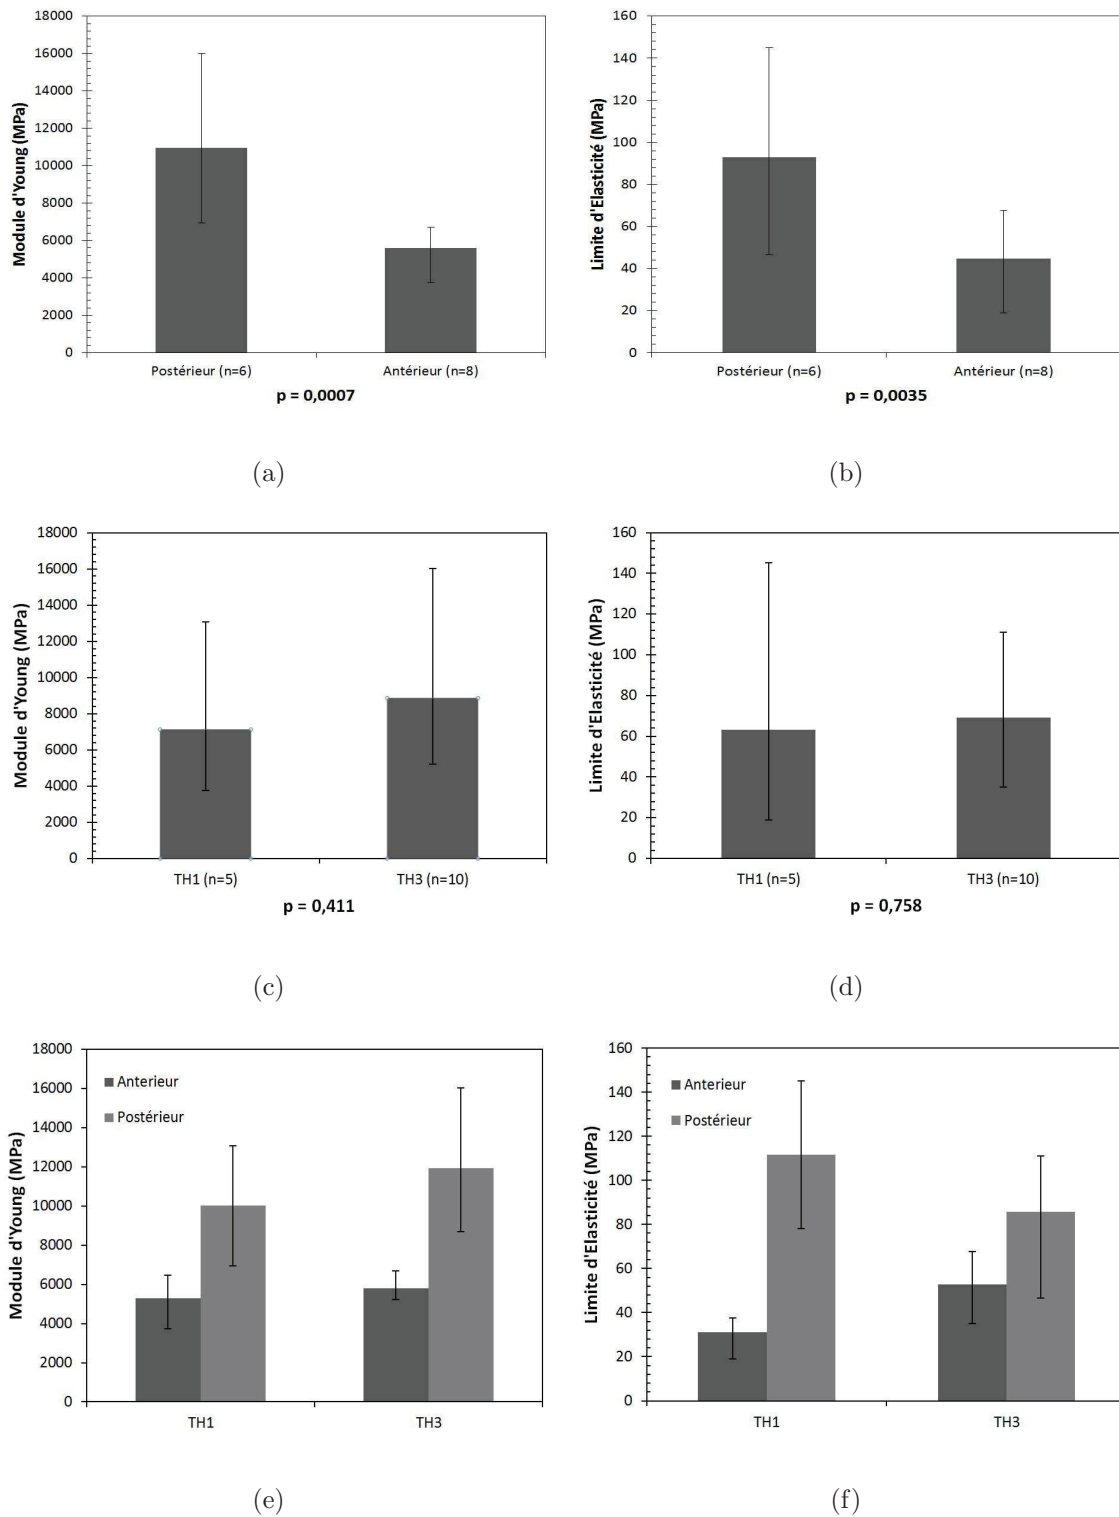 18000
16000
14000
12000
10000
8000
6000
4000
2000
0
Module d'Young (MPa)
Postérieur (n=6) Antérieur (n=8)
p = 0,0007
(a)
160
140
120
100
80
60
40
20
0
Limite d'Elasticité (MPa)
Postérieur (n=6) Antérieur (n=8)
p = 0,0035
(b)
18000
16000
14000
12000
10000
8000
6000
4000
2000
0
Module d'Young (MPa)
TH1 (n=5) TH3 (n=10)
p = 0,411
(c)
160
140
120
100
80
60
40
20
0
Limite d'Elasticité (MPa)
TH1 (n=5) TH3 (n=10)
p = 0,758
(d)
18000
16000
14000
12000
10000
8000
6000
4000
2000
0
Module d'Young (MPa)
Anterieur
Postérieur
TH1 TH3
(e)
160
140
120
100
80
60
40
20
0
Limite d'Elasticité (MPa)
Anterieur
Postérieur
TH1 TH3
(f)